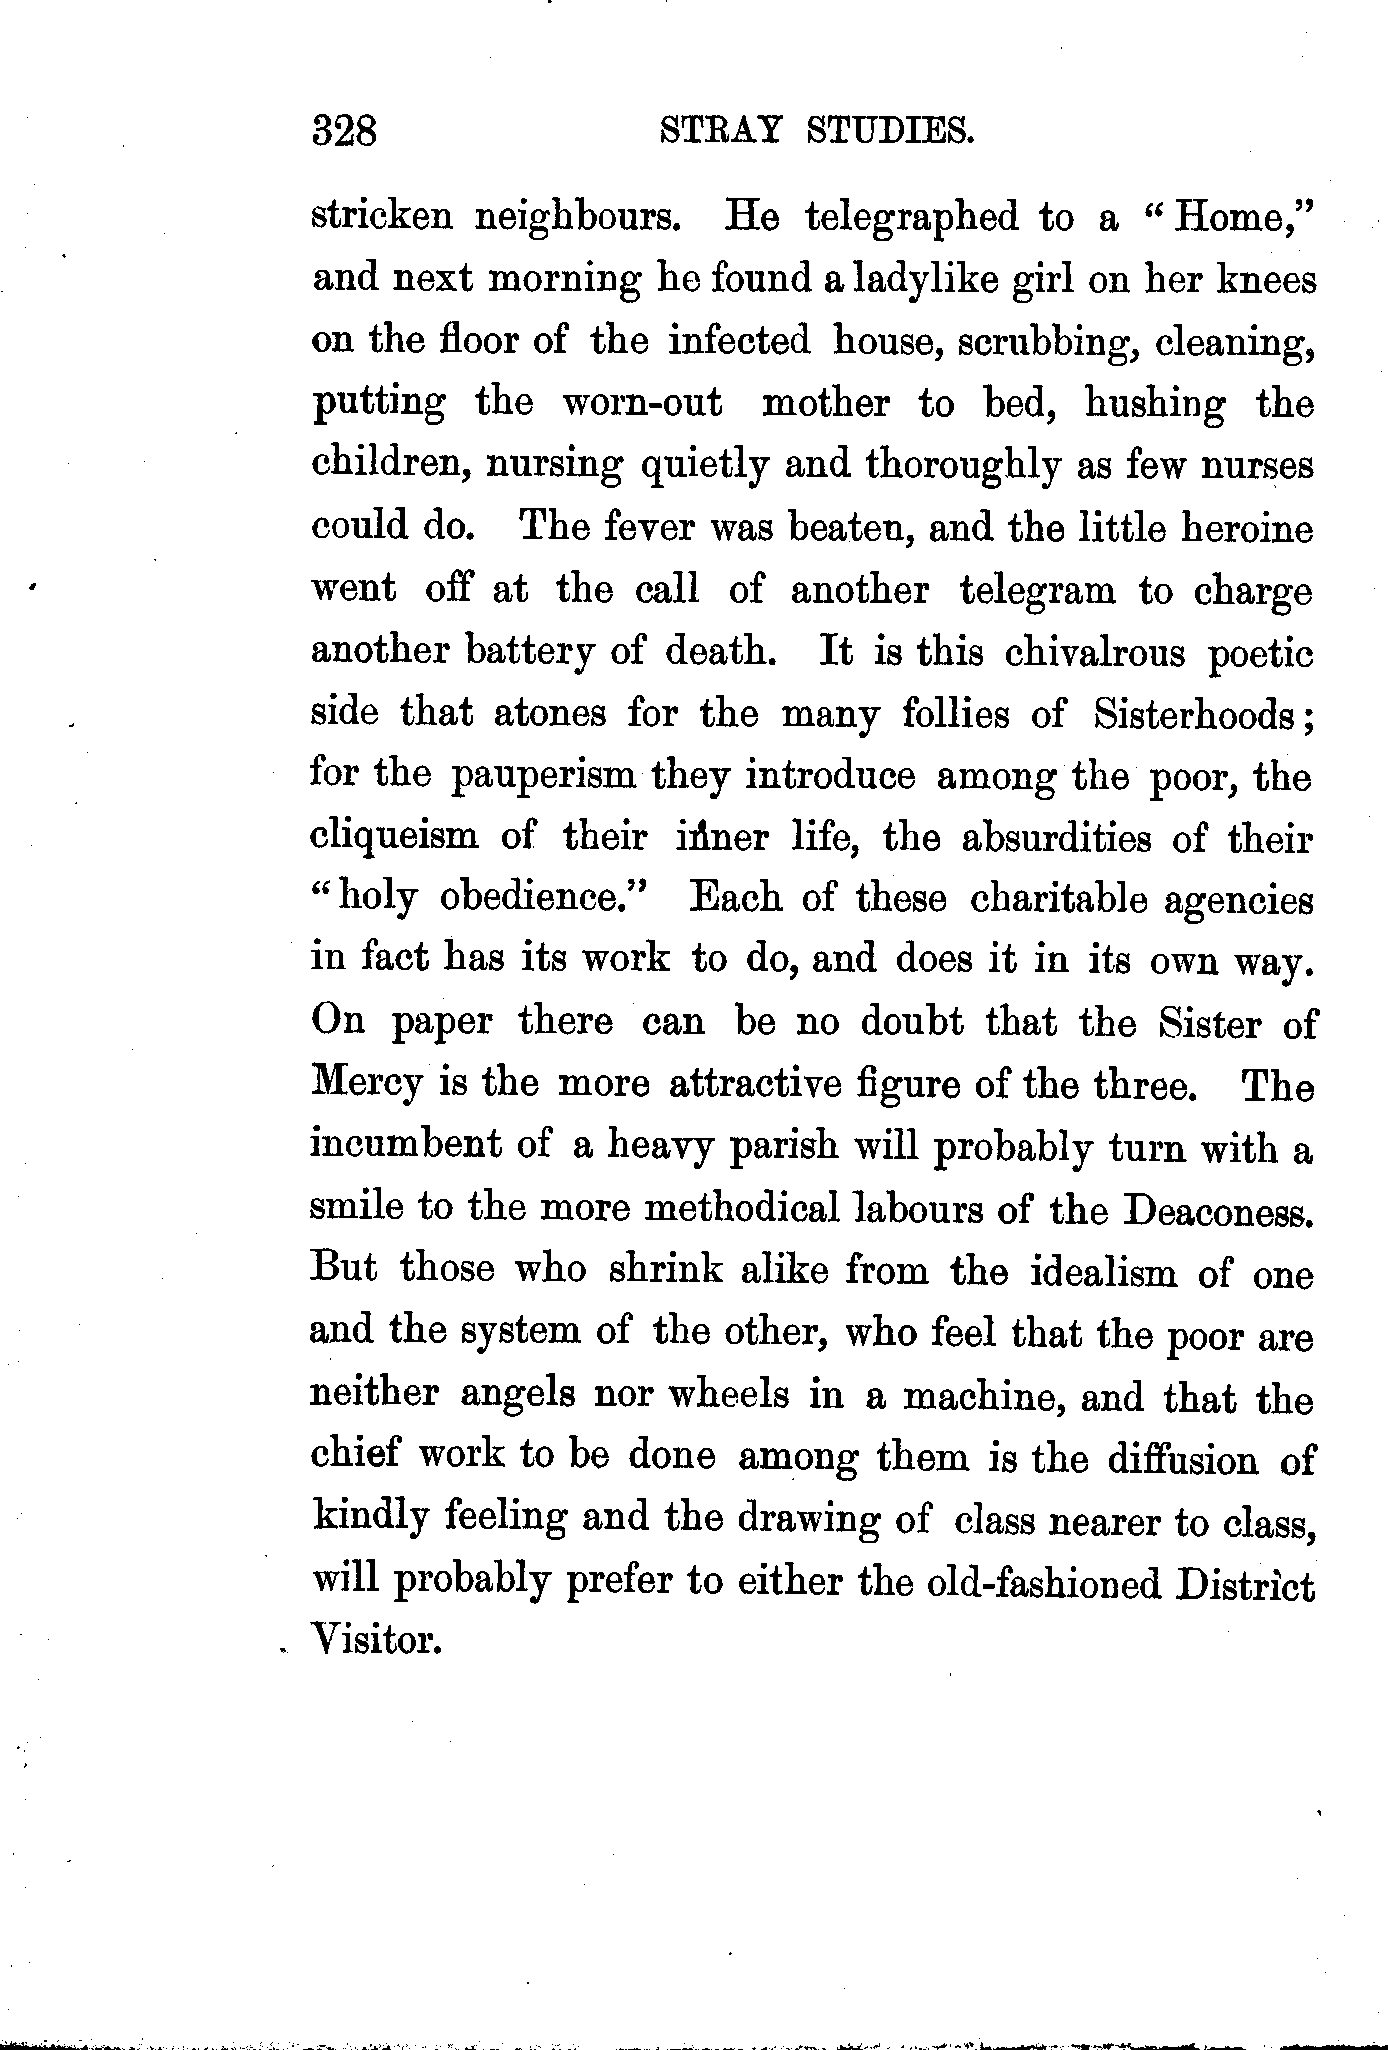 328 STRAY STUDIES.
stricken neighbours. He telegraphed to a "Home,"
and next morning he found a ladylike girl on her knees
on the floor of the infected house, scrubbing, cleaning,
putting the worn-out mother to bed, hushing the
children, nursing quietly and thoroughly as few nurses
could do. The fever was beaten, and the little heroine
went off at the call of another telegram to charge
another battery of death. It is this chivalrous poetic
side that atones for the many follies of Sisterhoods;
for the pauperism they introduce among the poor, the
cliqueism of their inner life, the absurdities of their
"holy obedience." Each of these charitable agencies
in fact has its work to do, and does it in its own way.
On paper there can be no doubt that the Sister of
Mercy is the more attractive figure of the three. The
incumbent of a heavy parish will probably turn with a
smile to the more methodical labours of the Deaconess.
But those who shrink alike from the idealism of one
and the system of the other, who feel that the poor are
neither angels nor wheels in a machine, and that the
chief work to be done among them is the diffusion of
kindly feeling and the drawing of class nearer to class,
will probably prefer to either the old-fashioned District
Visitor.